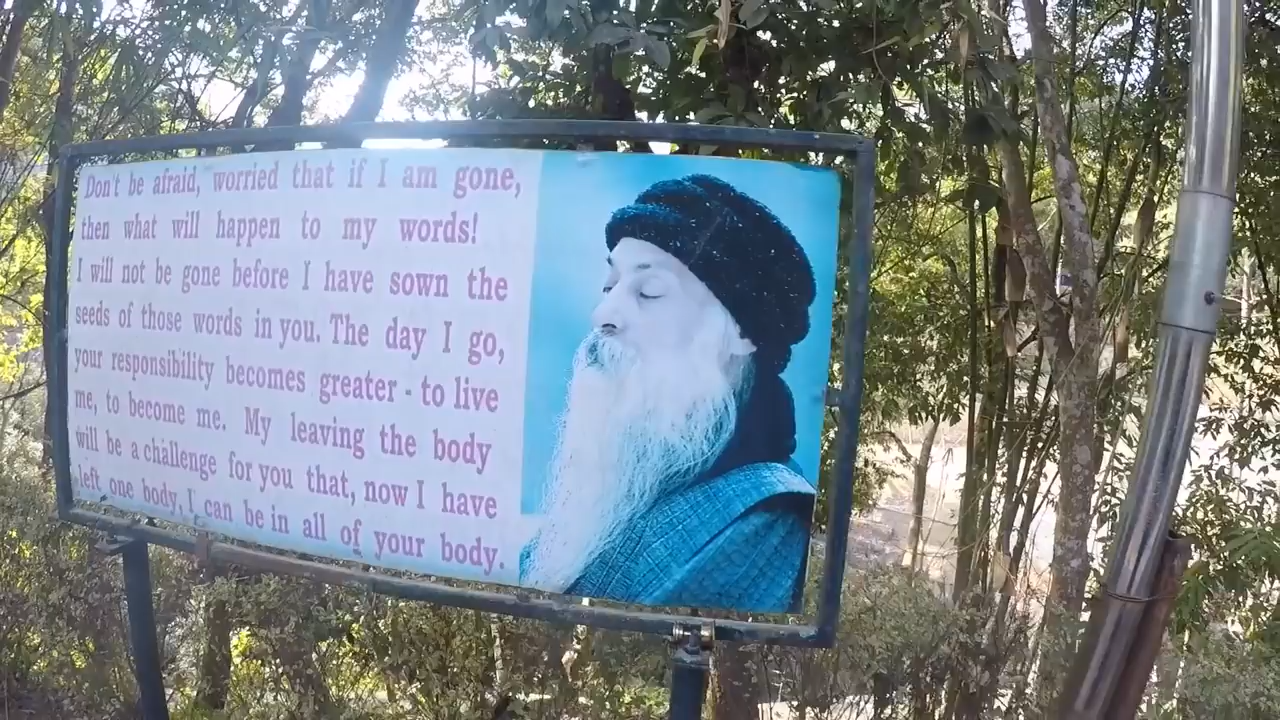 Don't be afraid, worried that if I am gone,
then what will happen to my words!
I will not be gone before I have sown the
seeds of those words in you. The day I go,
your responsibility becomes greater - to live
me, to become me. My leaving the body
will be a challenge for you that, now I have
left one body, I can be in all of your body.